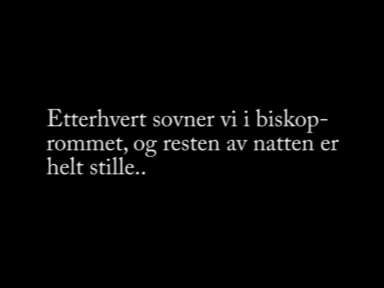 Etterhvert sovner vi i biskop-
rommet, og resten av natten er
helt stille..